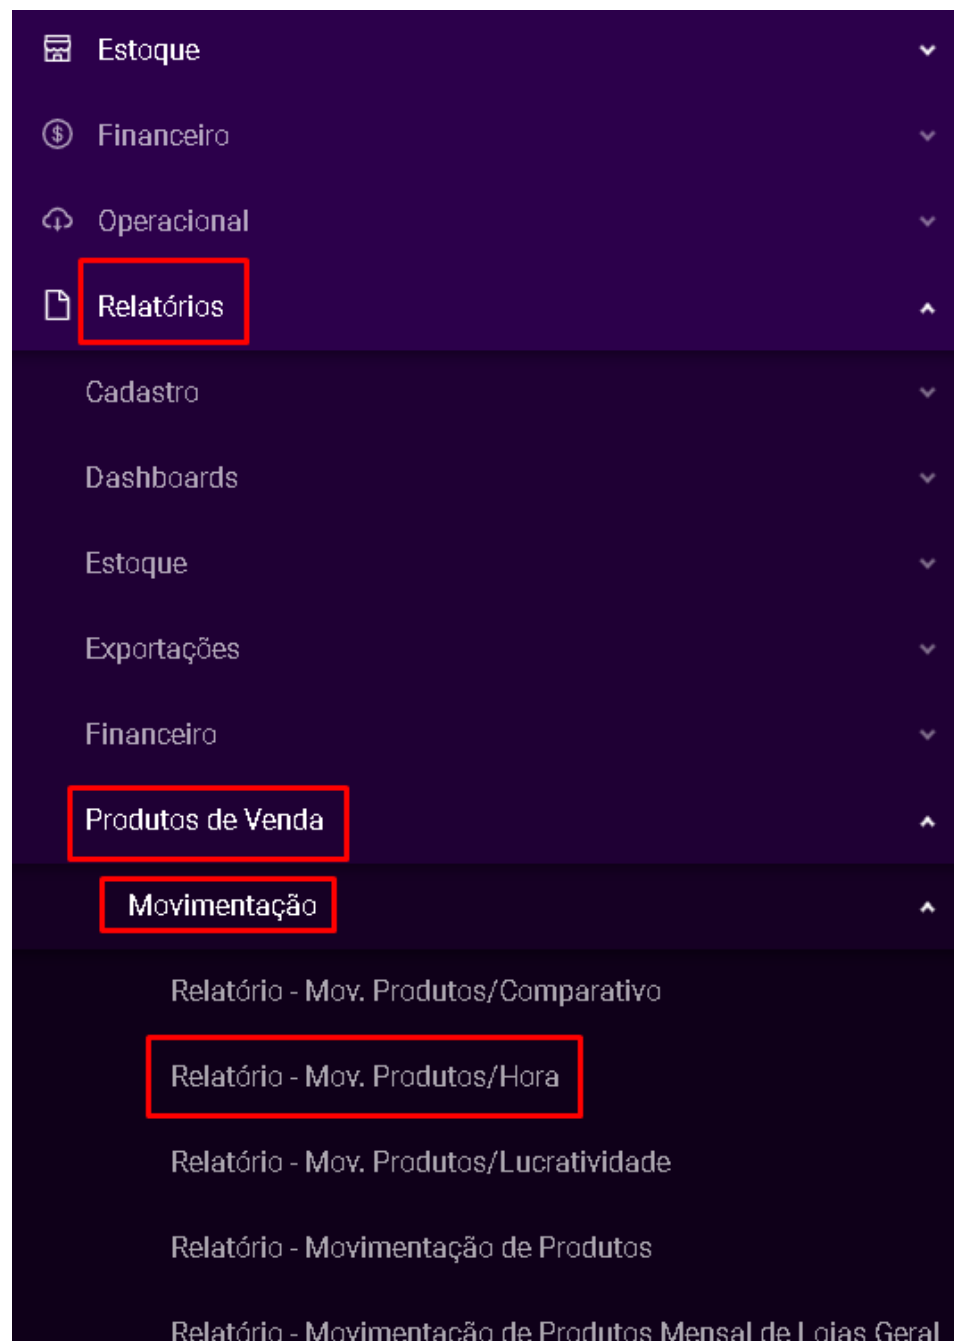 Estoque
Financeiro
Operacional
Relatórios
Cadastro
Dashboards
Estoque
Exportações
Financeiro
Produtos de Venda
Movimentação
Relatório - Mov. Produtos/Comparativo
Relatório - Mov. Produtos/Hora
Relatório - Mov. Produtos/Lucratividade
Relatório - Movimentação de Produtos
Relatório - Movimentação de Produtos Mensal de Lojas Geral